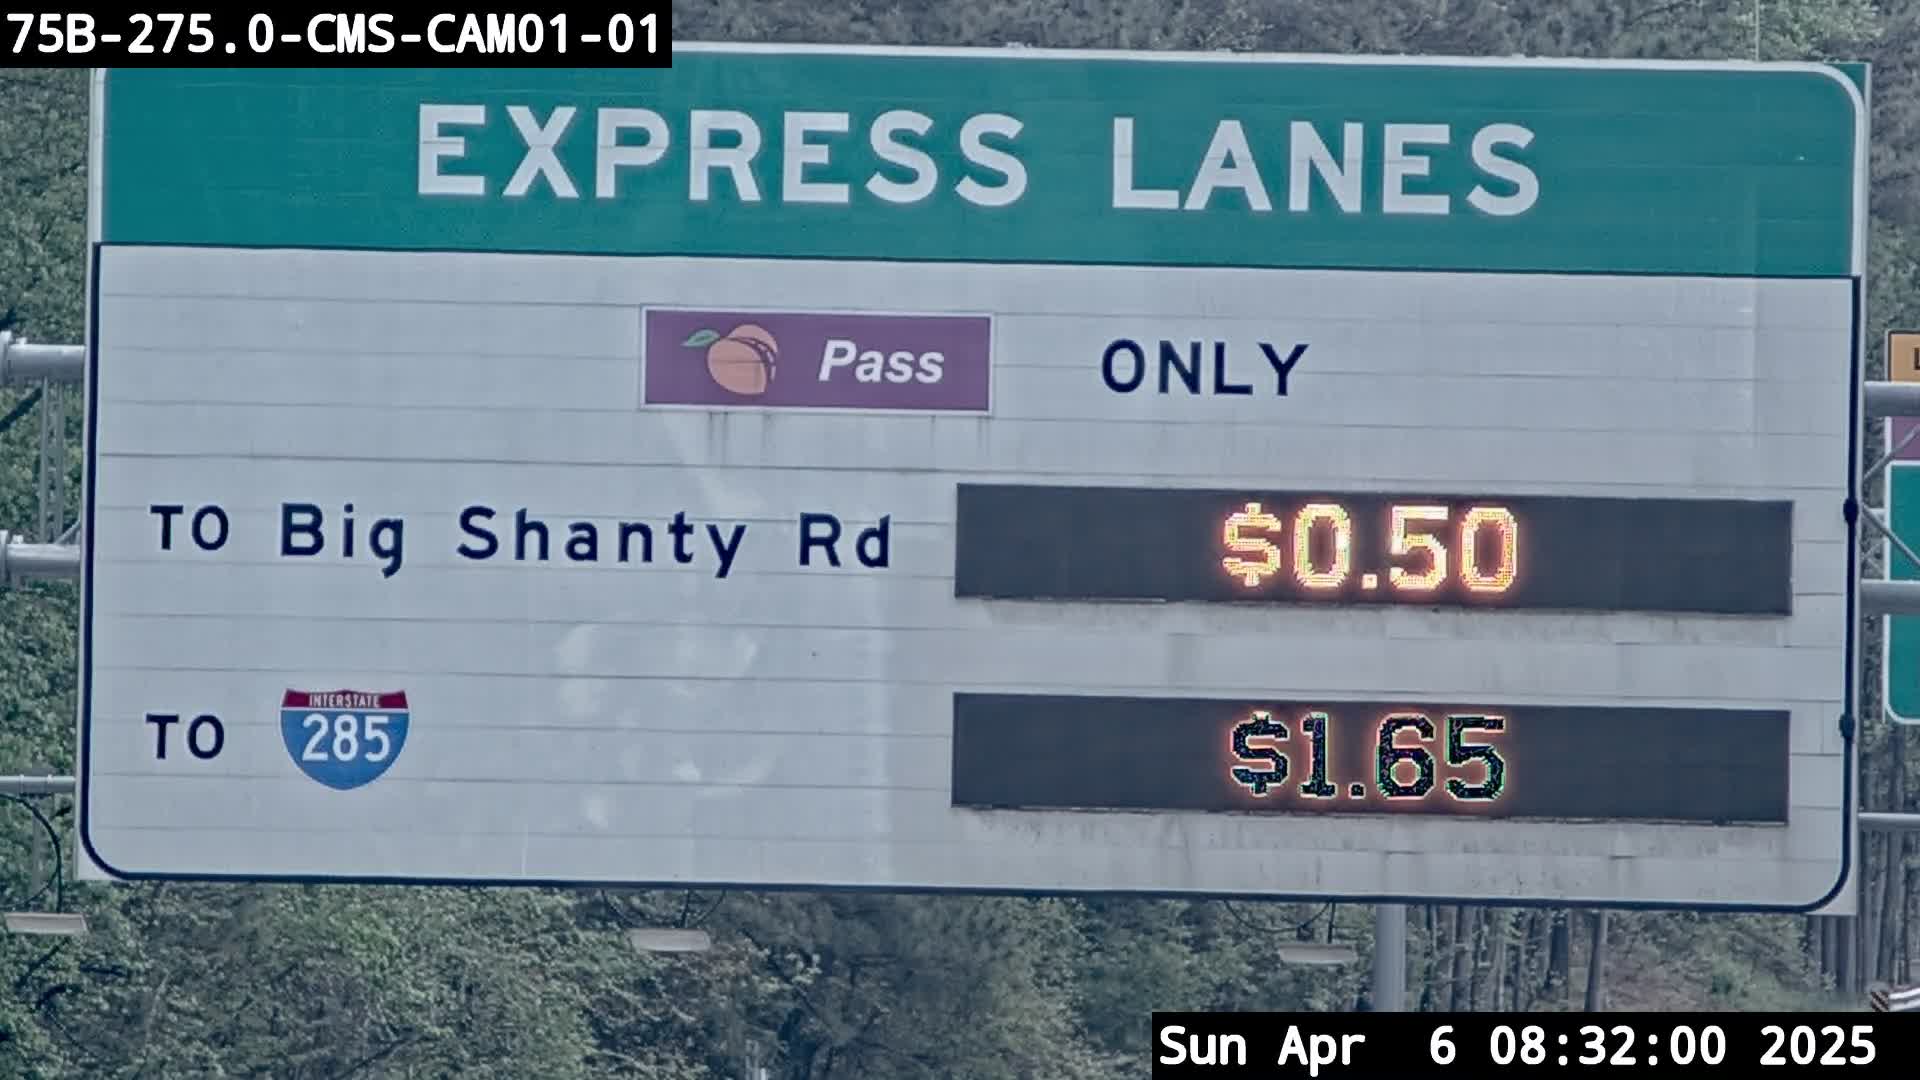 75B-275.0-CMS-CAM01-01
EXPRESS LANES
Pass ONLY
TO Big Shanty Rd $0.50
INTERSTATE
TO 285 $1.65
Sun Apr 6 08:32:00 2025